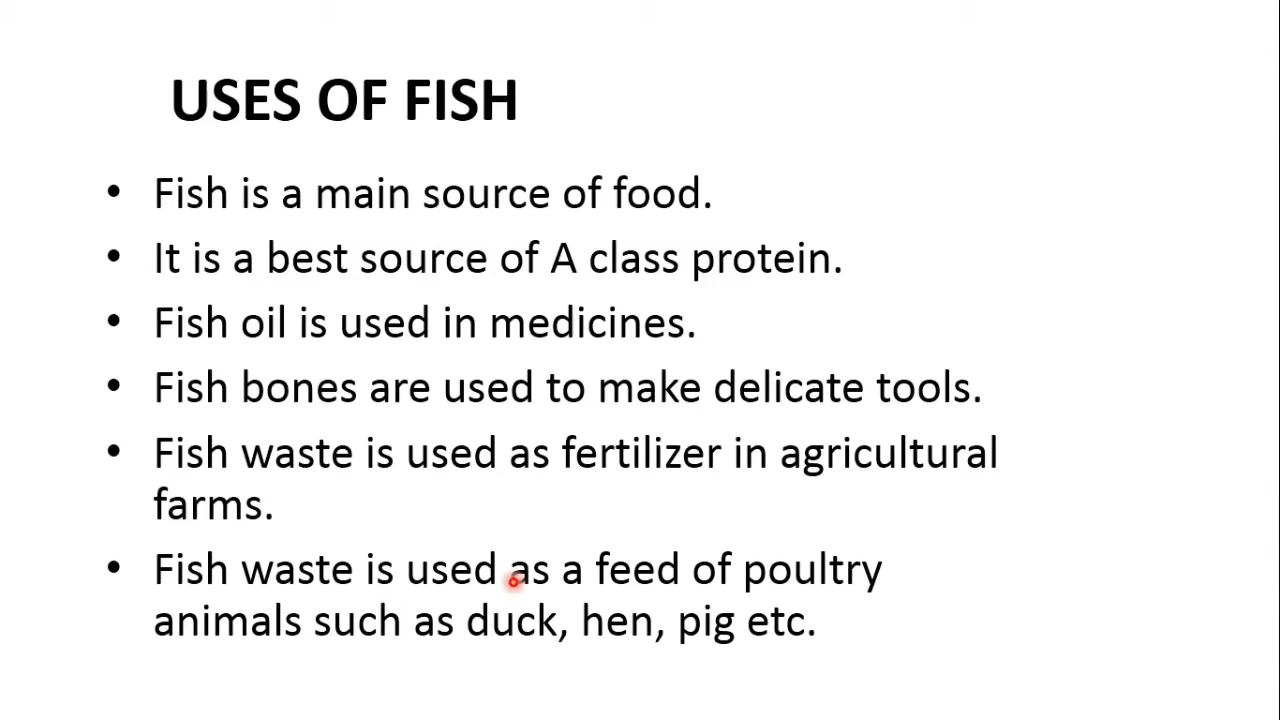 USES OF FISH
• Fish is a main source of food.
• It is a best source of A class protein.
• Fish oil is used in medicines.
• Fish bones are used to make delicate tools.
• Fish waste is used as fertilizer in agricultural
farms.
• Fish waste is used as a feed of poultry
animals such as duck, hen, pig etc.